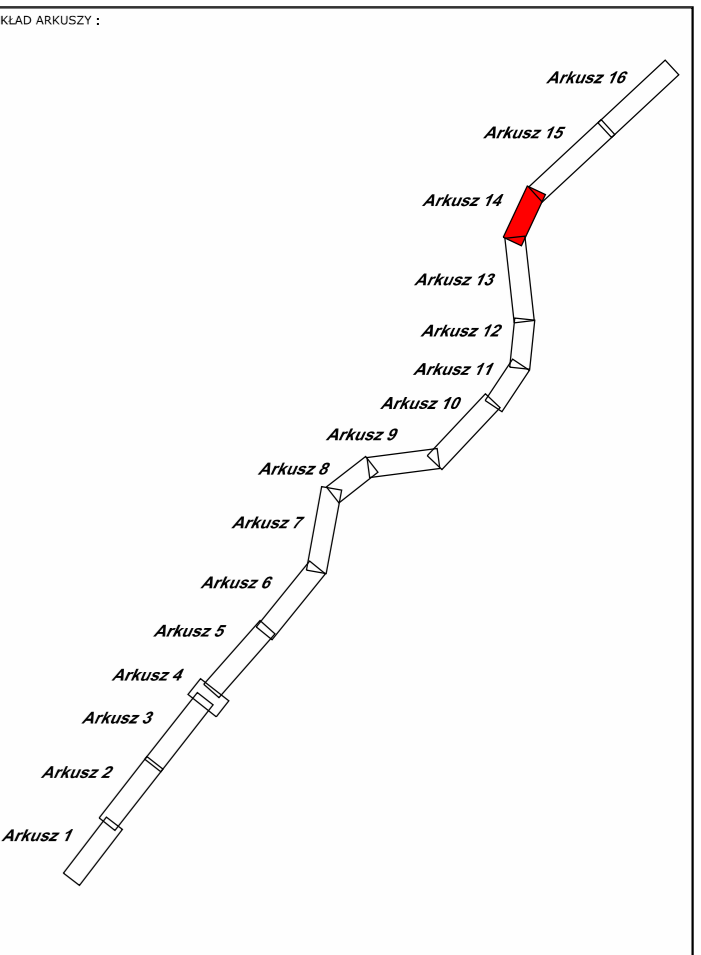 KŁAD ARKUSZY :
Arkusz 16
Arkusz 15
Arkusz 14
Arkusz 13
Arkusz 12
Arkusz 11
Arkusz 10
Arkusz 9
Arkusz 8
Arkusz 7
Arkusz 6
Arkusz 5
Arkusz 4
Arkusz 3
Arkusz 2
Arkusz 1